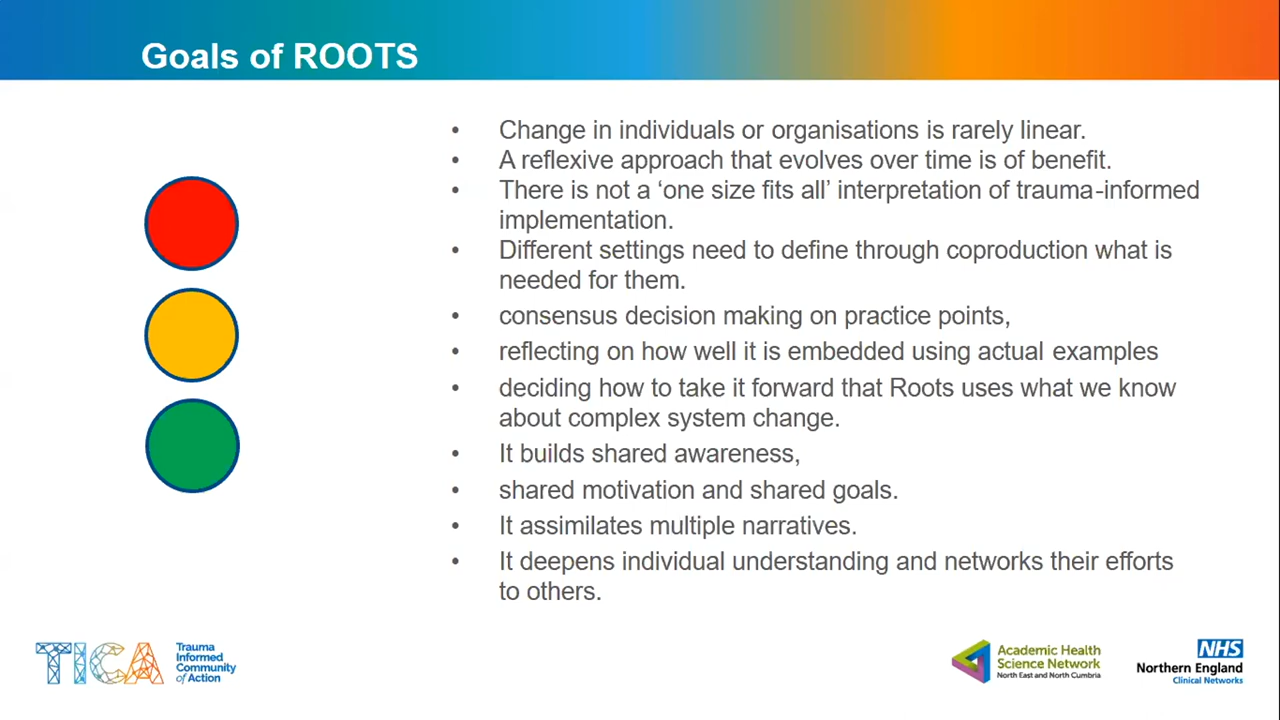 Goals of ROOTS
• Change in individuals or organisations is rarely linear.
• A reflexive approach that evolves over time is of benefit.
• There is not a ‘one size fits all’ interpretation of trauma-informed
implementation.
• Different settings need to define through coproduction what is
needed for them.
• consensus decision making on practice points,
• reflecting on how well it is embedded using actual examples
• deciding how to take it forward that Roots uses what we know
about complex system change.
• It builds shared awareness,
• shared motivation and shared goals.
• It assimilates multiple narratives.
• It deepens individual understanding and networks their efforts
to others.
TICA
Trauma
Informed
Community
of Action
Academic Health
Science Network
North East and North Cumbria
NHS
Northern England
Clinical Networks